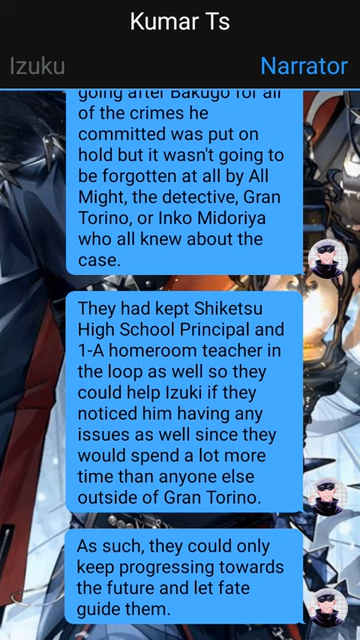 Kumar Ts
Izuku
Narrator
going after Bakugo for all
of the crimes he
committed was put on
hold but it wasn't going to
be forgotten at all by All
Might, the detective, Gran
Torino, or Inko Midoriya
who all knew about the
case.
They had kept Shiketsu
High School Principal and
1-A homeroom teacher in
the loop as well so they
could help Izuki if they
noticed him having any
issues as well since they
would spend a lot more
time than anyone else
outside of Gran Torino.
As such, they could only
keep progressing towards
the future and let fate
guide them.